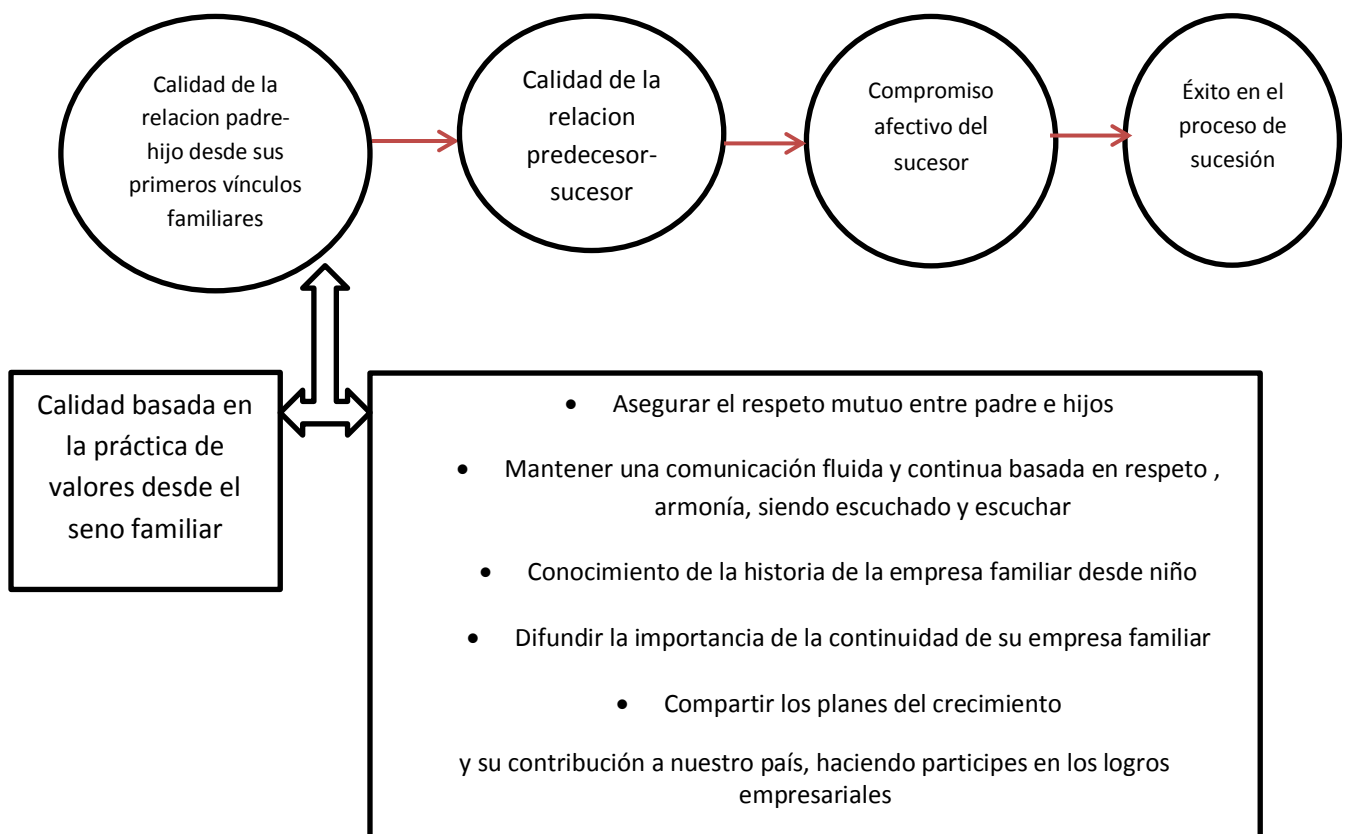 Calidad de la
relacion padre-
hijo desde sus
primeros vínculos
familiares
Calidad de la
relacion
predecesor-
sucesor
Compromiso
afectivo del
sucesor
Éxito en el
proceso de
sucesión
Calidad basada en
la práctica de
valores desde el
seno familiar
• Asegurar el respeto mutuo entre padre e hijos
• Mantener una comunicación fluida y continua basada en respeto ,
armonía, siendo escuchado y escuchar
• Conocimiento de la historia de la empresa familiar desde niño
• Difundir la importancia de la continuidad de su empresa familiar
• Compartir los planes del crecimiento
y su contribución a nuestro país, haciendo participes en los logros
empresariales